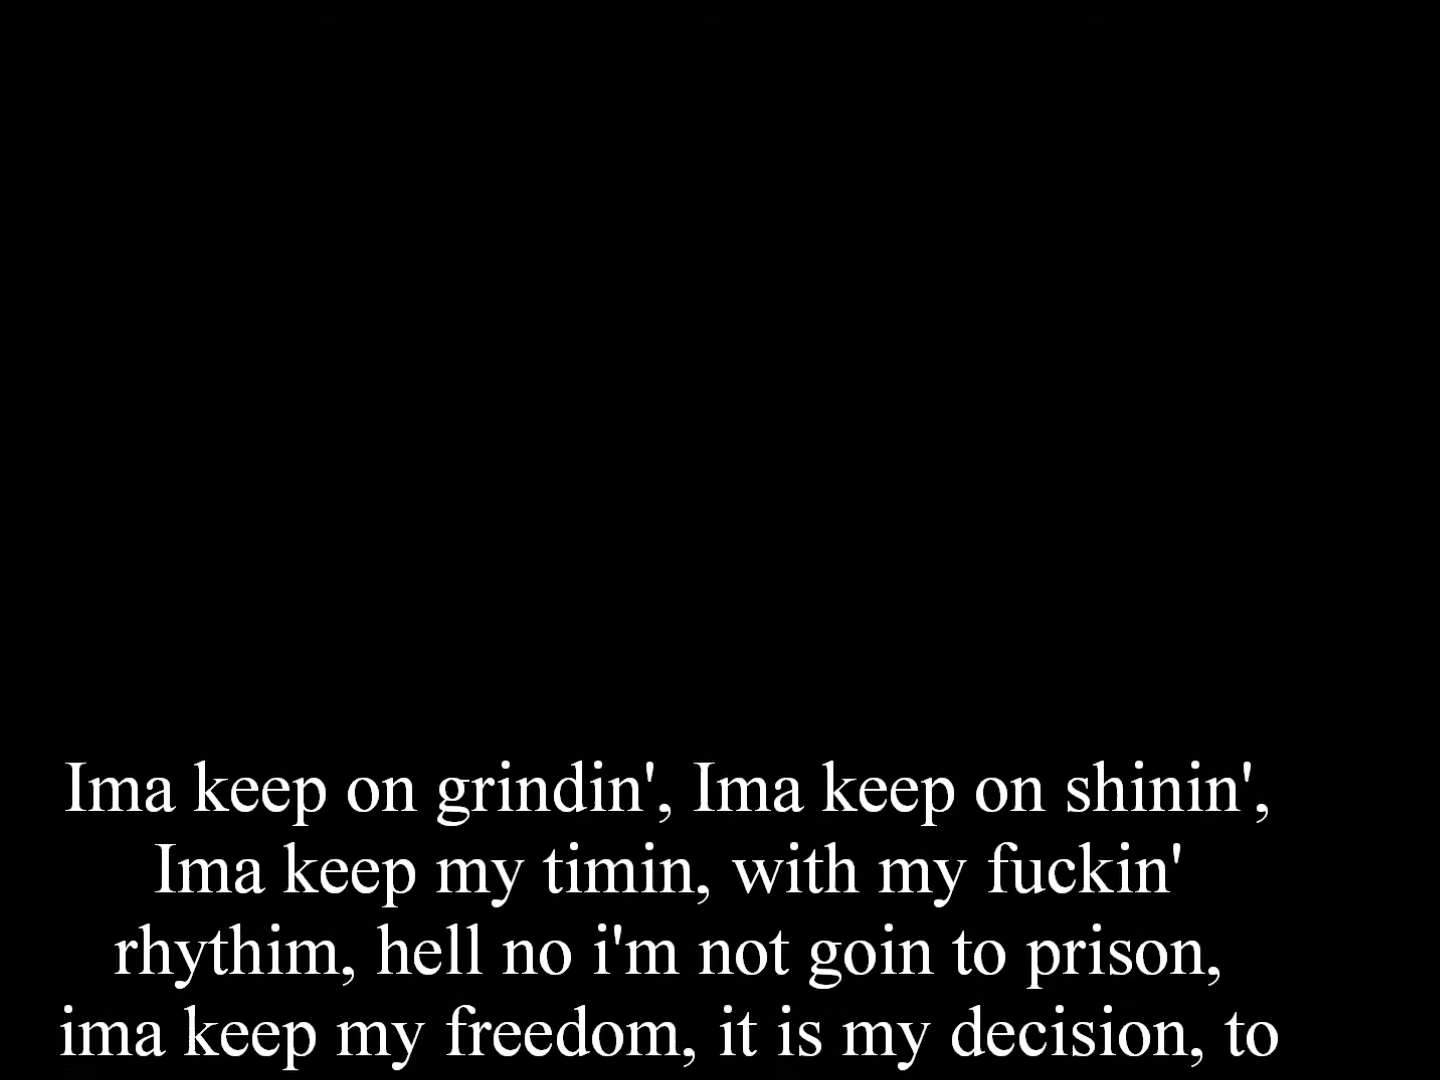 Ima keep on grindin', Ima keep on shinin',
Ima keep my timin, with my fuckin'
rhythim, hell no i'm not goin to prison,
ima keep my freedom, it is my decision, to